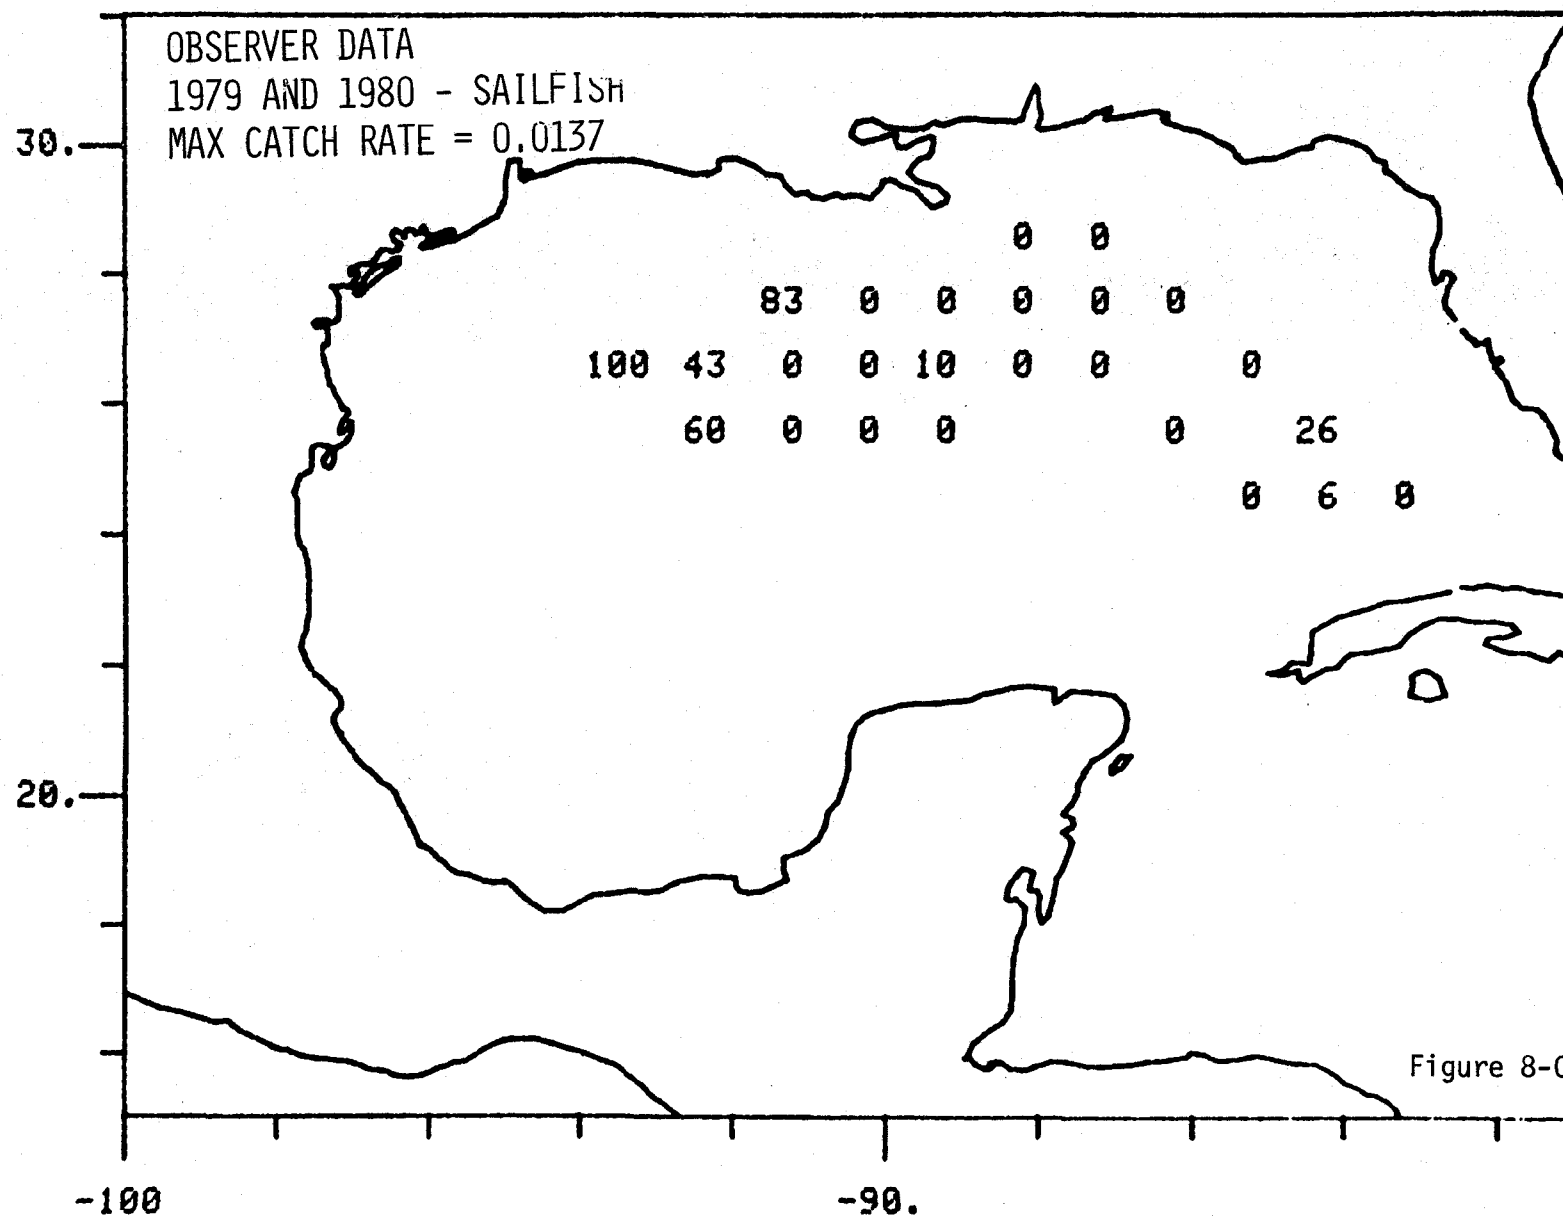 OBSERVER DATA
1979 AND 1980 - SAILFISH
MAX CATCH RATE = 0.0137
30.
0 0
83 0 0 0 0 0
100 43 0 0 10 0 0 0
60 0 0 0 0 26
0 6 0
20.
Figure 8-
-100 -90.